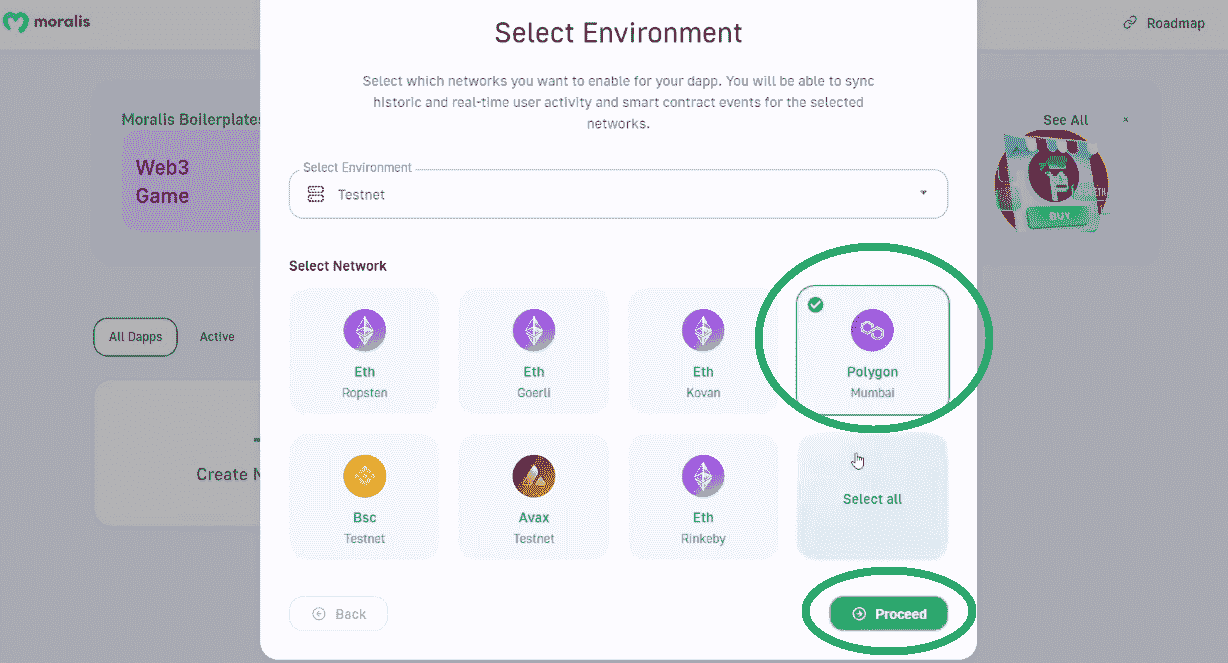 moralis
Roadmap
Select Environment
Select which networks you want to enable for your dapp. You will be able to sync
historic and real-time user activity and smart contract events for the selected
networks.
Moralis Boilerplates
See All
Web3
Game
BUY
Select Environment
Testnet
Select Network
All Dapps
Active
Eth
Ropsten
Eth
Goerli
Eth
Kovan
Polygon
Mumbai
Create N
Bsc
Testnet
Avax
Testnet
Eth
Rinkeby
Select all
Back
Proceed